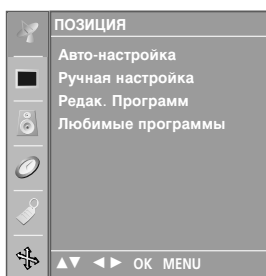 ПОЗИЦИЯ
Авто-настройка
Ручная настройка
Редак. Программ
Любимые программы
▲▼ ◄► OK MENU